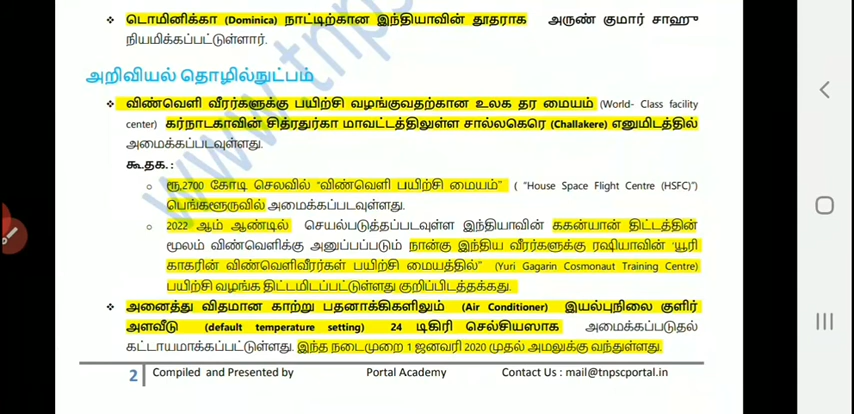 ❖ டொமினிக்கா (Dominica) நாட்டிற்கான இந்தியாவின் தூதராக அருண் குமார் சாஹு
நியமிக்கப்பட்டுள்ளார்.
அறிவியல் தொழில்நுட்பம்
❖ விண்வெளி வீரர்களுக்கு பயிற்சி வழங்குவதற்கான உலக தர மையம் (World- Class facility
center) கர்நாடகாவின் சித்ரதுர்கா மாவட்டத்திலுள்ள சால்லகெரெ (Challakere) எனுமிடத்தில்
அமைக்கப்படவுள்ளது.
கூ.தக. :
o ரூ.2700 கோடி செலவில் “விண்வெளி பயிற்சி மையம்” ( "House Space Flight Centre (HSFC)")
பெங்களூருவில் அமைக்கப்படவுள்ளது.
o 2022 ஆம் ஆண்டில் செயல்படுத்தப்படவுள்ள இந்தியாவின் ககன்யான் திட்டத்தின்
மூலம் விண்வெளிக்கு அனுப்பப்படும் நான்கு இந்திய வீரர்களுக்கு ரஷியாவின் ‘யூரி
காகரின் விண்வெளிவீரர்கள் பயிற்சி மையத்தில்” (Yuri Gagarin Cosmonaut Training Centre)
பயிற்சி வழங்க திட்டமிடப்பட்டுள்ளது குறிப்பிடத்தக்கது.
❖ அனைத்து விதமான காற்று பதனாக்கிகளிலும் (Air Conditioner) இயல்புநிலை குளிர்
அளவீடு (default temperature setting) 24 டிகிரி செல்சியஸாக அமைக்கப்படுதல்
கட்டாயமாக்கப்பட்டுள்ளது. இந்த நடைமுறை 1 ஜனவரி 2020 முதல் அமலுக்கு வந்துள்ளது.
2 Compiled and Presented by Portal Academy Contact Us : mail@tnpscportal.in
www.tnps